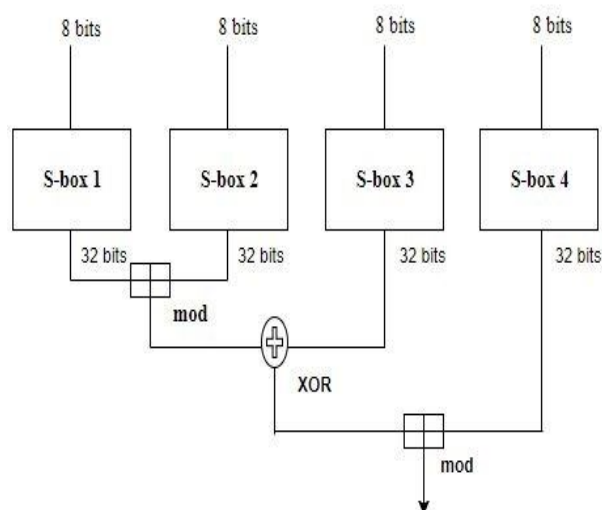 8 bits 8 bits 8 bits 8 bits
S-box 1 S-box 2 S-box 3 S-box 4
32 bits 32 bits 32 bits 32 bits
mod
XOR
mod